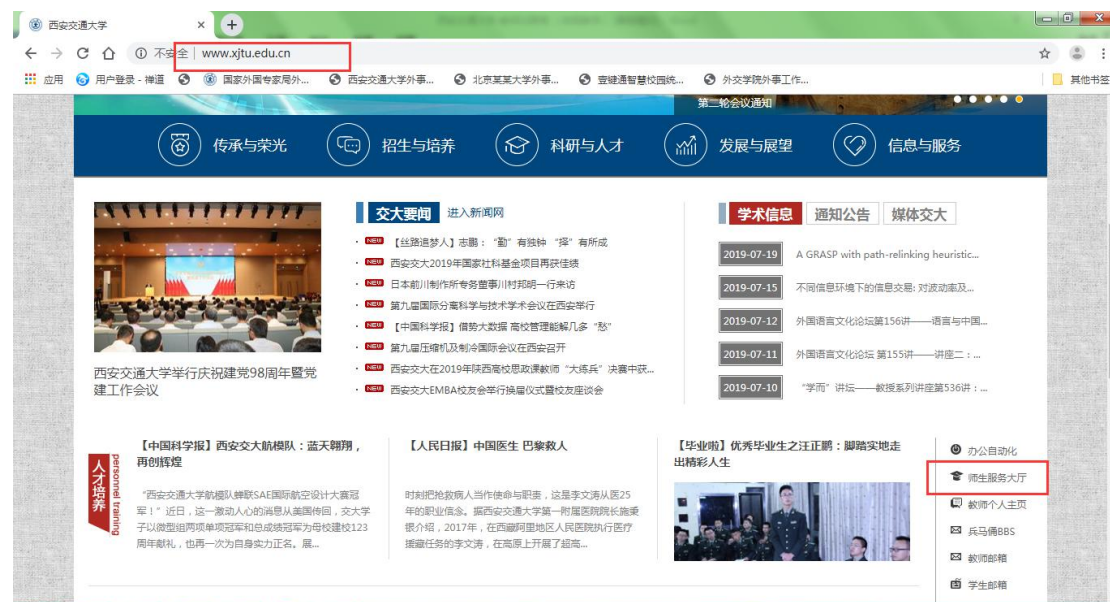 西安交通大学
不安全 | www.xjtu.edu.cn
应用
用户登录 - 禅道
国家外国专家局外...
西安交通大学外事...
北京某某大学外事...
壹键通智慧校园统...
外交学院外事工作...
其他书签
第二轮会议通知
传承与荣光
招生与培养
科研与人才
发展与展望
信息与服务
交大要闻 进入新闻网
NEW 【丝路追梦人】志鹏:“勤”有独钟 “择”有所成
NEW 西安交大2019年国家社科基金项目再获佳绩
NEW 日本前川制作所专务董事川村邦明一行来访
NEW 第九届国际分离科学与技术学术会议在西安举行
NEW 【中国科学报】借势大数据 高校管理能解几多“愁”
NEW 第九届压缩机及制冷国际会议在西安召开
NEW 西安交大在2019年陕西高校思政课教师“大练兵”决赛中获...
NEW 西安交大EMBA校友会举行换届仪式暨校友座谈会
学术信息 通知公告 媒体交大
2019-07-19 A GRASP with path-relinking heuristic...
2019-07-15 不同信息环境下的信息交易: 对波动率及...
2019-07-12 外国语言文化论坛第156讲——语言与中国...
2019-07-11 外国语言文化论坛 第155讲——讲座二:...
2019-07-10 “学而”讲坛——教授系列讲座第536讲:...
西安交通大学举行庆祝建党98周年暨党
建工作会议
人才培养
personnel training
【中国科学报】西安交大航模队:蓝天翱翔,
再创辉煌
“西安交通大学航模队蝉联SAE国际航空设计大赛冠
军!”近日,这一激动人心的消息从美国传回,交大学
子以微型组两项单项冠军和总成绩冠军为母校建校123
周年献礼,也再一次为自身实力正名。展...
【人民日报】中国医生 巴黎救人
时刻把抢救病人当作使命与职责,这是李文涛从医25
年的职业信念。据西安交通大学第一附属医院院长施秉
银介绍,2017年,在西藏阿里地区人民医院执行医疗
援藏任务的李文涛,在高原上开展了超高...
【毕业啦】优秀毕业生之汪正鹏:脚踏实地走
出精彩人生
办公自动化
师生服务大厅
教师个人主页
兵马俑BBS
教师邮箱
学生邮箱